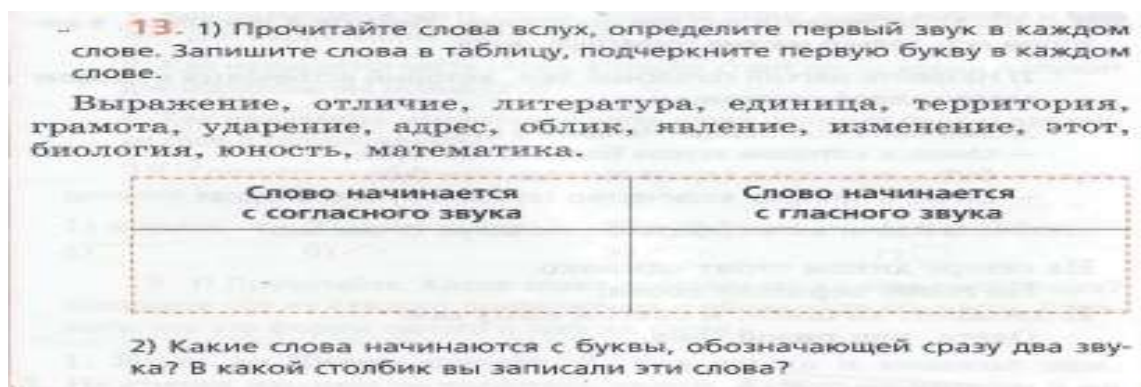 13. 1) Прочитайте слова вслух, определите первый звук в каждом
слове. Запишите слова в таблицу, подчеркните первую букву в каждом
слове.
Выражение, отличие, литература, единица, территория,
грамота, ударение, адрес, облик, явление, изменение, этот,
биология, юность, математика.
Слово начинается
с согласного звука
Слово начинается
с гласного звука
2) Какие слова начинаются с буквы, обозначающей сразу два зву-
ка? В какой столбик вы записали эти слова?